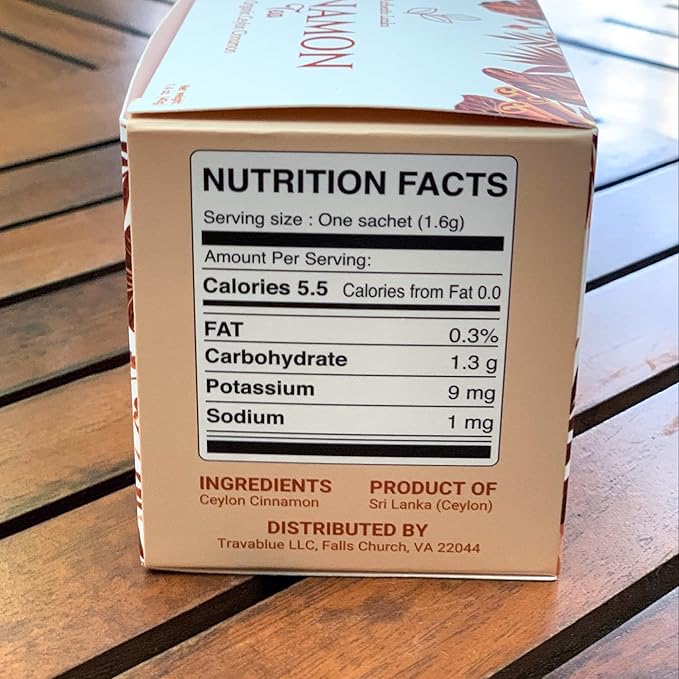 NAMON
Tea
NUTRITION FACTS
Serving size : One sachet (1.6g)
Amount Per Serving:
Calories 5.5 Calories from Fat 0.0
FAT 0.3%
Carbohydrate 1.3 g
Potassium 9 mg
Sodium 1 mg
INGREDIENTS PRODUCT OF
Ceylon Cinnamon Sri Lanka (Ceylon)
DISTRIBUTED BY
Travablue LLC, Falls Church, VA 22044